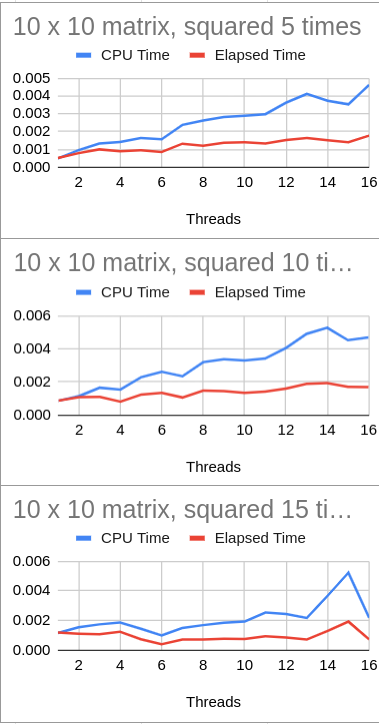 10 x 10 matrix, squared 5 times
CPU Time Elapsed Time
0.005
0.004
0.003
0.002
0.001
0.000
2 4 6 8 10 12 14 16
Threads
10 x 10 matrix, squared 10 ti…
CPU Time Elapsed Time
0.006
0.004
0.002
0.000
2 4 6 8 10 12 14 16
Threads
10 x 10 matrix, squared 15 ti…
CPU Time Elapsed Time
0.006
0.004
0.002
0.000
2 4 6 8 10 12 14 16
Threads